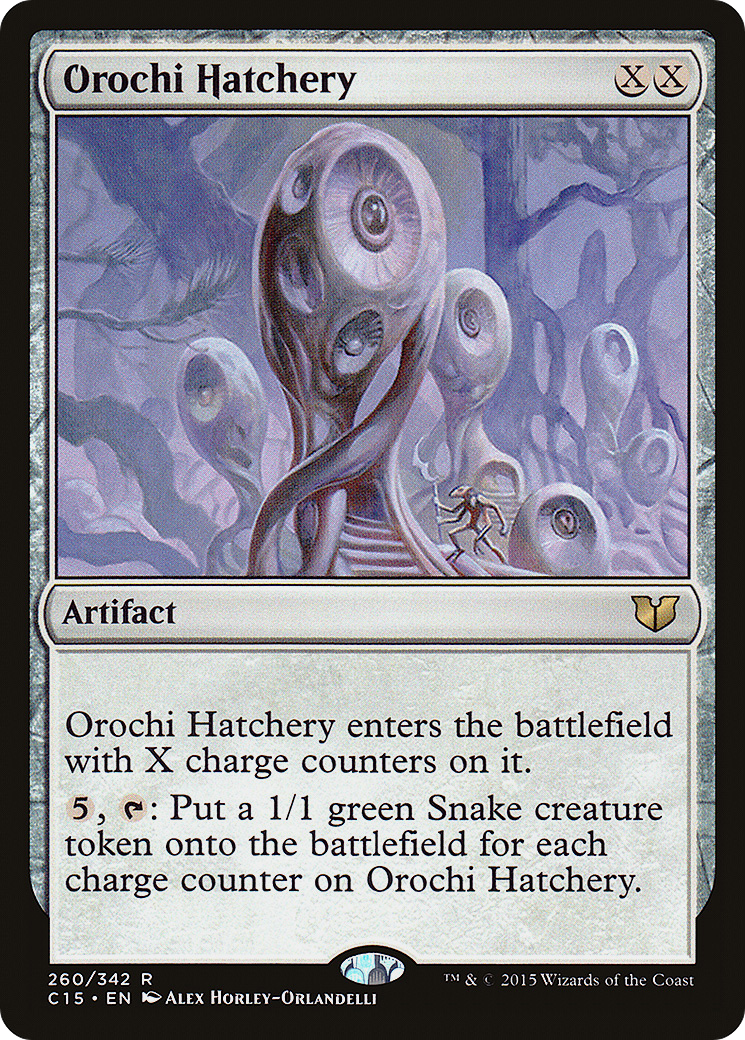 Orochi Hatchery XX
Artifact
Orochi Hatchery enters the battlefield
with X charge counters on it.
5, : Put a 1/1 green Snake creature
token onto the battlefield for each
charge counter on Orochi Hatchery.
260/342 R
C15 • EN Alex Horley-Orlandelli
™ & © 2015 Wizards of the Coast